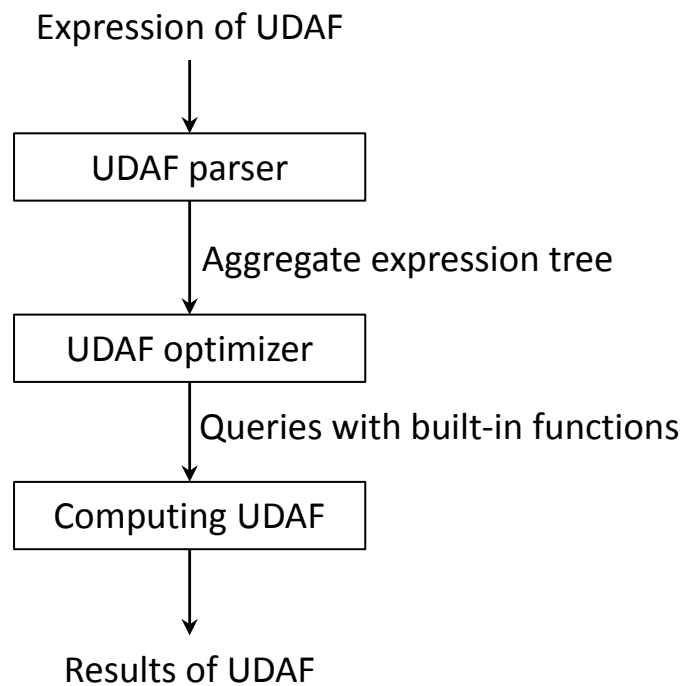 Expression of UDAF
UDAF parser
Aggregate expression tree
UDAF optimizer
Queries with built-in functions
Computing UDAF
Results of UDAF